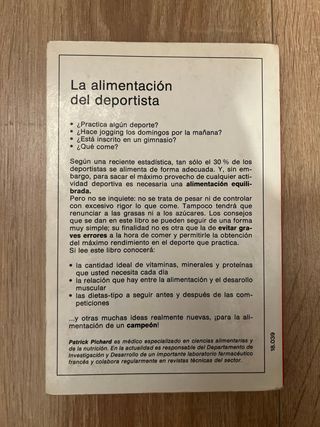 La alimentación
del deportista
• ¿Practica algún deporte?
• ¿Hace jogging los domingos por la mañana?
• ¿Está inscrito en un gimnasio?
• ¿Qué come?
Según una reciente estadística, tan sólo el 30 % de los
deportistas se alimenta de forma adecuada. Y, sin em-
bargo, para sacar el máximo provecho de cualquier acti-
vidad deportiva es necesaria una alimentación equili-
brada.
Pero no se inquiete: no se trata de pesar ni de controlar
con excesivo rigor lo que come. Tampoco tendrá que
renunciar a las grasas ni a los azúcares. Los consejos
que se dan en este libro se pueden seguir de una forma
muy simple; su finalidad no es otra que la de evitar gra-
ves errores a la hora de comer y permitirle la obtención
del máximo rendimiento en el deporte que practica.
Si lee este libro conocerá:
• la cantidad ideal de vitaminas, minerales y proteínas
que usted necesita cada día
• la relación que hay entre la alimentación y el desarollo
muscular
• las dietas-tipo a seguir antes y después de las com-
peticiones
...y otras muchas ideas realmente nuevas, ¡para la ali-
mentación de un campeón!
Patrick Pichard es médico especializado en ciencias alimentarias y
de la nutrición. En la actualidad es responsable del Departamento de
Investigación y Desarrollo de un importante laboratorio farmacéutico
francés y colabora regularmente en revistas técnicas del sector.
18.039